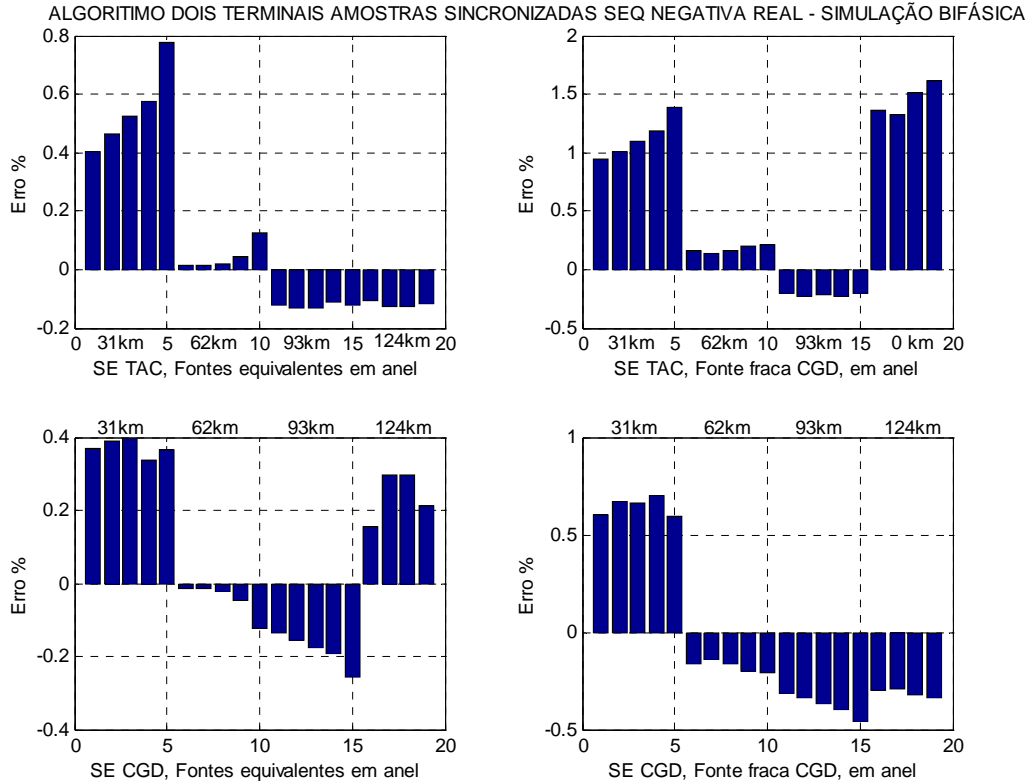 ALGORITIMO DOIS TERMINAIS AMOSTRAS SINCRONIZADAS SEQ NEGATIVA REAL - SIMULAÇÃO BIFÁSICA
0.8
0.6
0.4
0.2
0
-0.2
Erro %
0 31km 5 62km 10 93km 15 124km 20
SE TAC, Fontes equivalentes em anel
2
1.5
1
0.5
0
-0.5
Erro %
0 31km 5 62km 10 93km 15 0 km 20
SE TAC, Fonte fraca CGD, em anel
31km 62km 93km 124km
0.4
0.2
0
-0.2
-0.4
Erro %
0 5 10 15 20
SE CGD, Fontes equivalentes em anel
31km 62km 93km 124km
1
0.5
0
-0.5
Erro %
0 5 10 15 20
SE CGD, Fonte fraca CGD, em anel